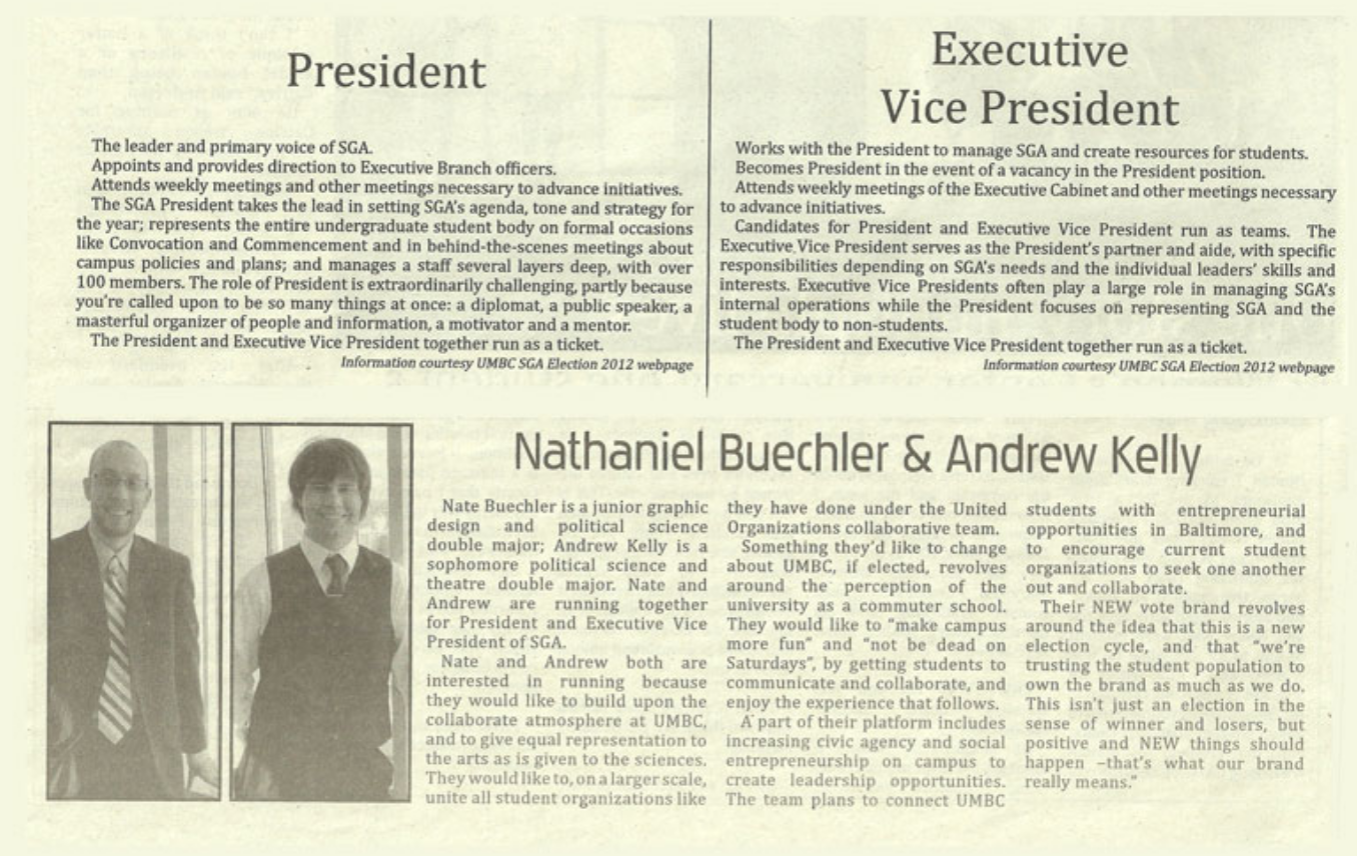 President
The leader and primary voice of SGA.
Appoints and provides direction to Executive Branch officers.
Attends weekly meetings and other meetings necessary to advance initiatives.
The SGA President takes the lead in setting SGA's agenda, tone and strategy for
the year; represents the entire undergraduate student body on formal occasions
like Convocation and Commencement and in behind-the-scenes meetings about
campus policies and plans; and manages a staff several layers deep, with over
100 members. The role of President is extraordinarily challenging, partly because
you're called upon to be so many things at once: a diplomat, a public speaker, a
masterful organizer of people and information, a motivator and a mentor.
The President and Executive Vice President together run as a ticket.
Information courtesy UMBC SGA Election 2012 webpage
Executive
Vice President
Works with the President to manage SGA and create resources for students.
Becomes President in the event of a vacancy in the President position.
Attends weekly meetings of the Executive Cabinet and other meetings necessary
to advance initiatives.
Candidates for President and Executive Vice President run as teams. The
Executive Vice President serves as the President's partner and aide, with specific
responsibilities depending on SGA's needs and the individual leaders' skills and
interests. Executive Vice Presidents often play a large role in managing SGA's
internal operations while the President focuses on representing SGA and the
student body to non-students.
The President and Executive Vice President together run as a ticket.
Information courtesy UMBC SGA Election 2012 webpage
Nathaniel Buechler & Andrew Kelly
Nate Buechler is a junior graphic
design and political science
double major; Andrew Kelly is a
sophomore political science and
theatre double major. Nate and
Andrew are running together
for President and Executive Vice
President of SGA.
Nate and Andrew both are
interested in running because
they would like to build upon the
collaborate atmosphere at UMBC,
and to give equal representation to
the arts as is given to the sciences.
They would like to, on a larger scale,
unite all student organizations like
they have done under the United
Organizations collaborative team.
Something they'd like to change
about UMBC, if elected, revolves
around the perception of the
university as a commuter school.
They would like to "make campus
more fun" and "not be dead on
Saturdays", by getting students to
communicate and collaborate, and
enjoy the experience that follows.
A part of their platform includes
increasing civic agency and social
entrepreneurship on campus to
create leadership opportunities.
The team plans to connect UMBC
students with entrepreneurial
opportunities in Baltimore, and
to encourage current student
organizations to seek one another
out and collaborate.
Their NEW vote brand revolves
around the idea that this is a new
election cycle, and that "we're
trusting the student population to
own the brand as much as we do.
This isn't just an election in the
sense of winner and losers, but
positive and NEW things should
happen –that's what our brand
really means."